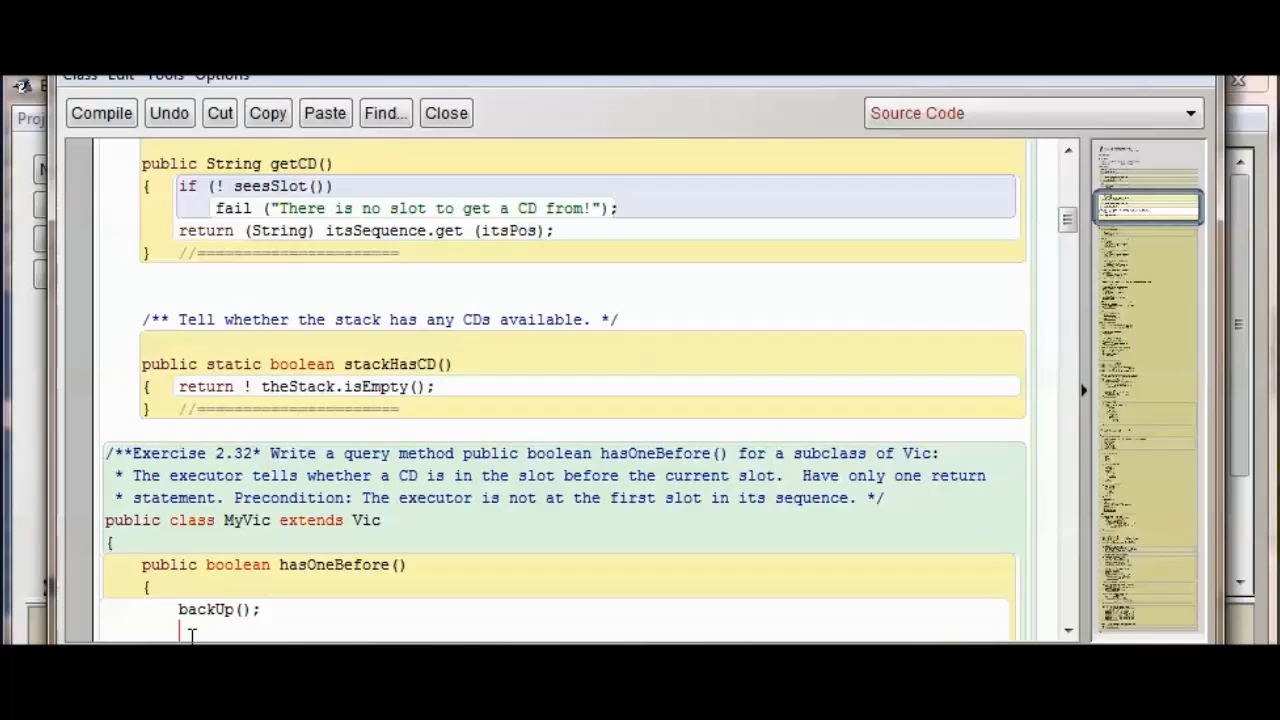 Class Edit Tools Options
Compile Undo Cut Copy Paste Find... Close Source Code
public String getCD()
{ if (! seesSlot())
fail ("There is no slot to get a CD from!");
return (String) itsSequence.get (itsPos);
} //======================
/** Tell whether the stack has any CDs available. */
public static boolean stackHasCD()
{ return ! theStack.isEmpty();
} //======================
/**Exercise 2.32* Write a query method public boolean hasOneBefore() for a subclass of Vic:
* The executor tells whether a CD is in the slot before the current slot. Have only one return
* statement. Precondition: The executor is not at the first slot in its sequence. */
public class MyVic extends Vic
{
public boolean hasOneBefore()
{
backUp();